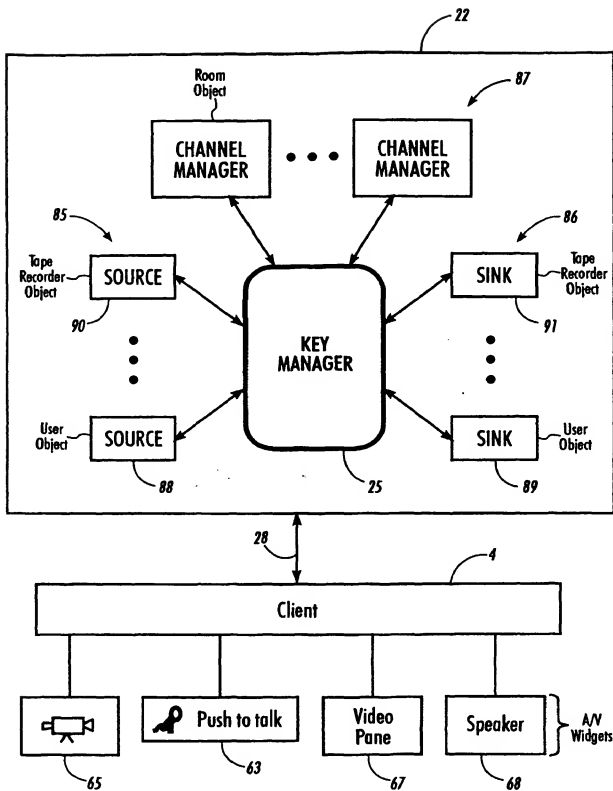 22
Room
Object
87
CHANNEL
MANAGER
CHANNEL
MANAGER
85
86
Tape
Recorder
Object
SOURCE
SINK
Tape
Recorder
Object
90
91
KEY
MANAGER
User
Object
SOURCE
SINK
User
Object
88
25
89
28
4
Client
Push to talk
Video
Pane
Speaker
A/V
Widgets
65
63
67
68